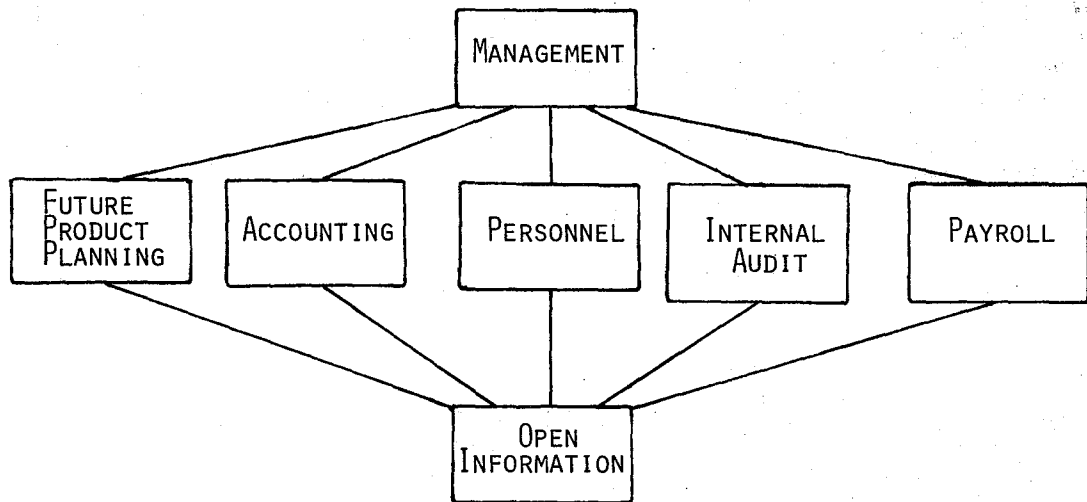 MANAGEMENT
FUTURE
PRODUCT
PLANNING
ACCOUNTING
PERSONNEL
INTERNAL
AUDIT
PAYROLL
OPEN
INFORMATION